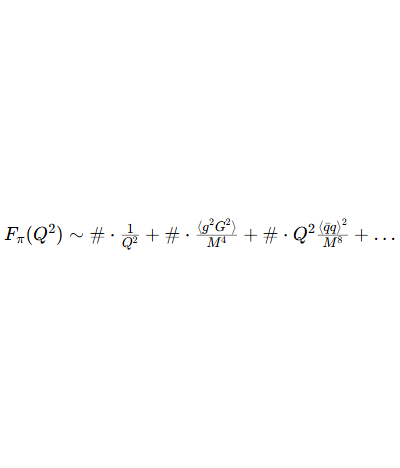 F_π(Q²) ∼ # · 1/Q² + # · ⟨g²G²⟩/M⁴ + # · Q² ⟨q̄q⟩²/M⁸ + …